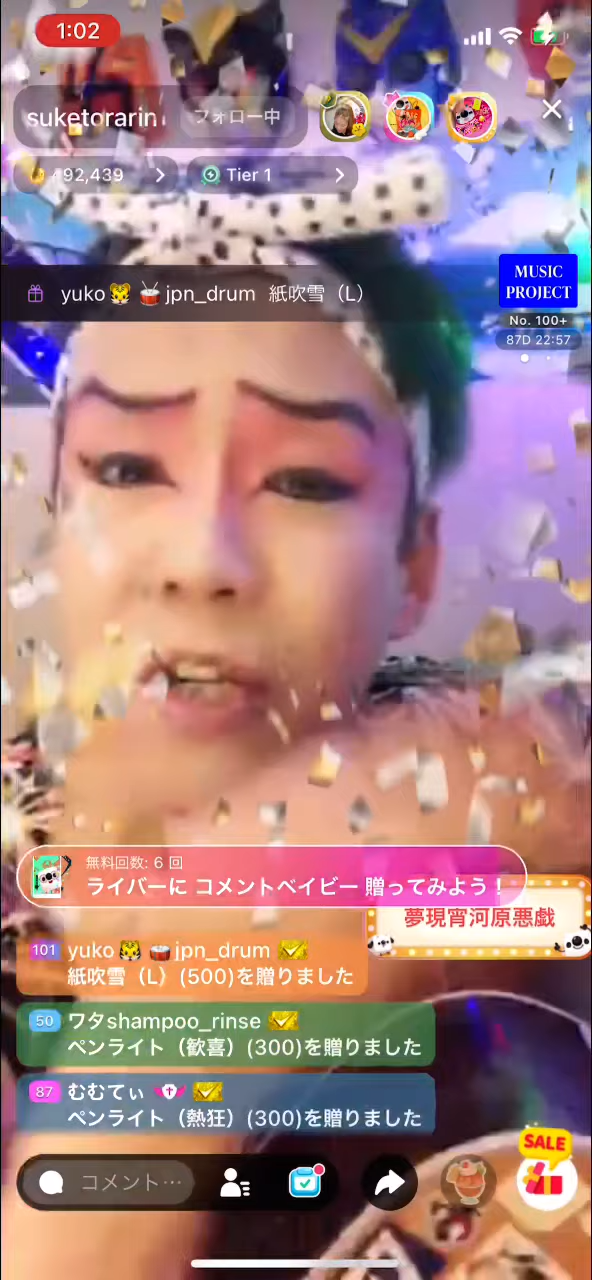 1:02
suketorarin
フォロー中
92,439
Tier 1
yuko🐯🥁jpn_drum 紙吹雪（L）
MUSIC
PROJECT
No. 100+
87D 22:57
無料回数: 6 回
ライバーに コメントベイビー 贈ってみよう！
夢現宵河原悪戯
101 yuko🐯🥁jpn_drum
紙吹雪（L）(500)を贈りました
50 ワタshampoo_rinse
ペンライト（歓喜）(300)を贈りました
87 むむてぃ
ペンライト（熱狂）(300)を贈りました
コメント…
SALE